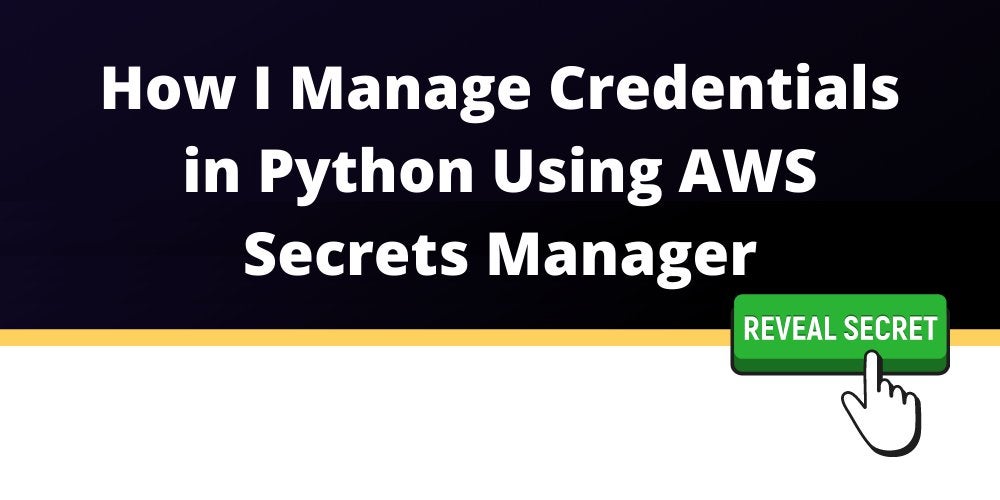 How I Manage Credentials
in Python Using AWS
Secrets Manager
REVEAL SECRET